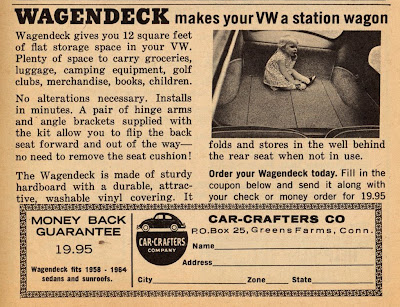 WAGENDECK makes your VW a station wagon
Wagendeck gives you 12 square feet
of flat storage space in your VW.
Plenty of space to carry groceries,
luggage, camping equipment, golf
clubs, merchandise, books, children.
No alterations necessary. Installs
in minutes. A pair of hinge arms
and angle brackets supplied with
the kit allow you to flip the back
seat forward and out of the way—
no need to remove the seat cushion!
The Wagendeck is made of sturdy
hardboard with a durable, attrac-
tive, washable vinyl covering. It
folds and stores in the well behind
the rear seat when not in use.
Order your Wagendeck today. Fill in the
coupon below and send it along with
your check or money order for 19.95
MONEY BACK
GUARANTEE
19.95
Wagendeck fits 1958 - 1964
sedans and sunroofs.
CAR-CRAFTERS
COMPANY
CAR-CRAFTERS CO
P.O. Box 25, Greens Farms, Conn.
Name
Address
City Zone State